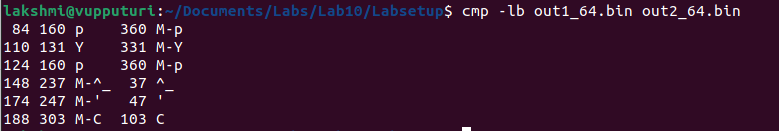 lakshmi@vupputuri:~/Documents/Labs/Lab10/Labsetup$ cmp -lb out1_64.bin out2_64.bin
84 160 p 360 M-p
110 131 Y 331 M-Y
124 160 p 360 M-p
148 237 M-^_ 37 ^_
174 247 M-' 47 '
188 303 M-C 103 C